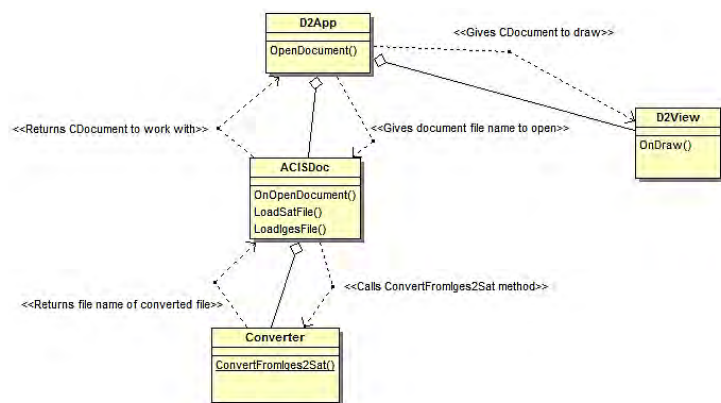 D2App
OpenDocument()
<<Gives CDocument to draw>>
<<Returns CDocument to work with>>
<<Gives document file name to open>>
D2View
OnDraw()
ACISDoc
OnOpenDocument()
LoadSatFile()
LoadIgesFile()
<<Calls ConvertFromIges2Sat method>>
<<Returns file name of converted file>>
Converter
ConvertFromIges2Sat()